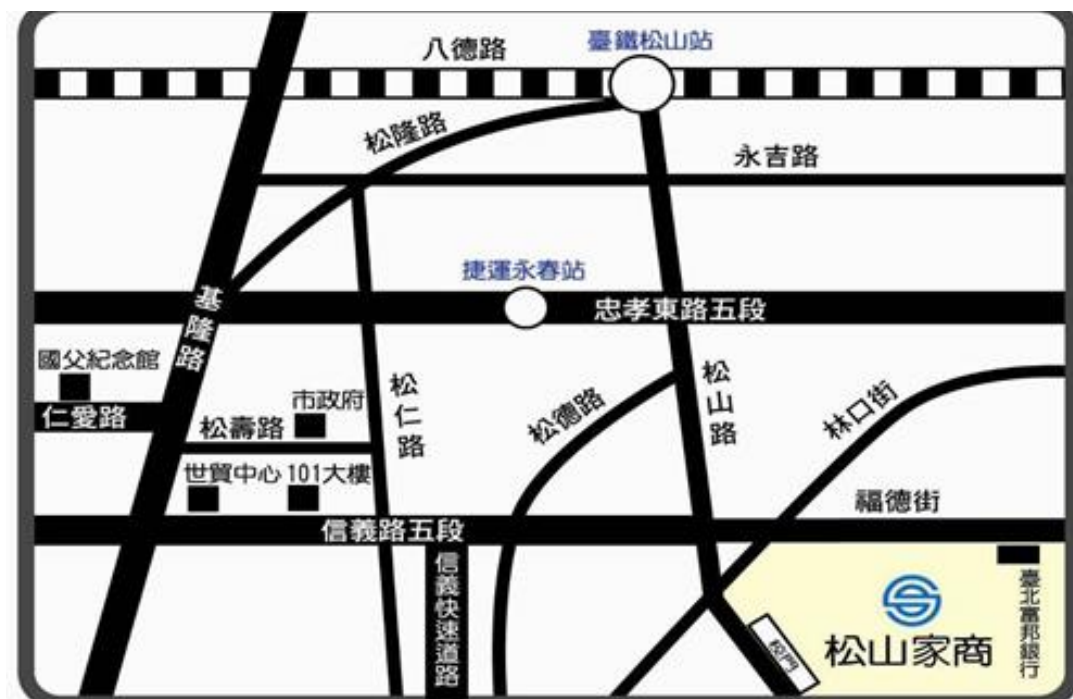 八德路
臺鐵松山站
松隆路
永吉路
捷運永春站
基隆路
忠孝東路五段
國父紀念館
仁愛路
市政府
松壽路
松仁路
松德路
松山路
林口街
世貿中心
101大樓
福德街
信義路五段
信義快速道路
臺北富邦銀行
校門
松山家商